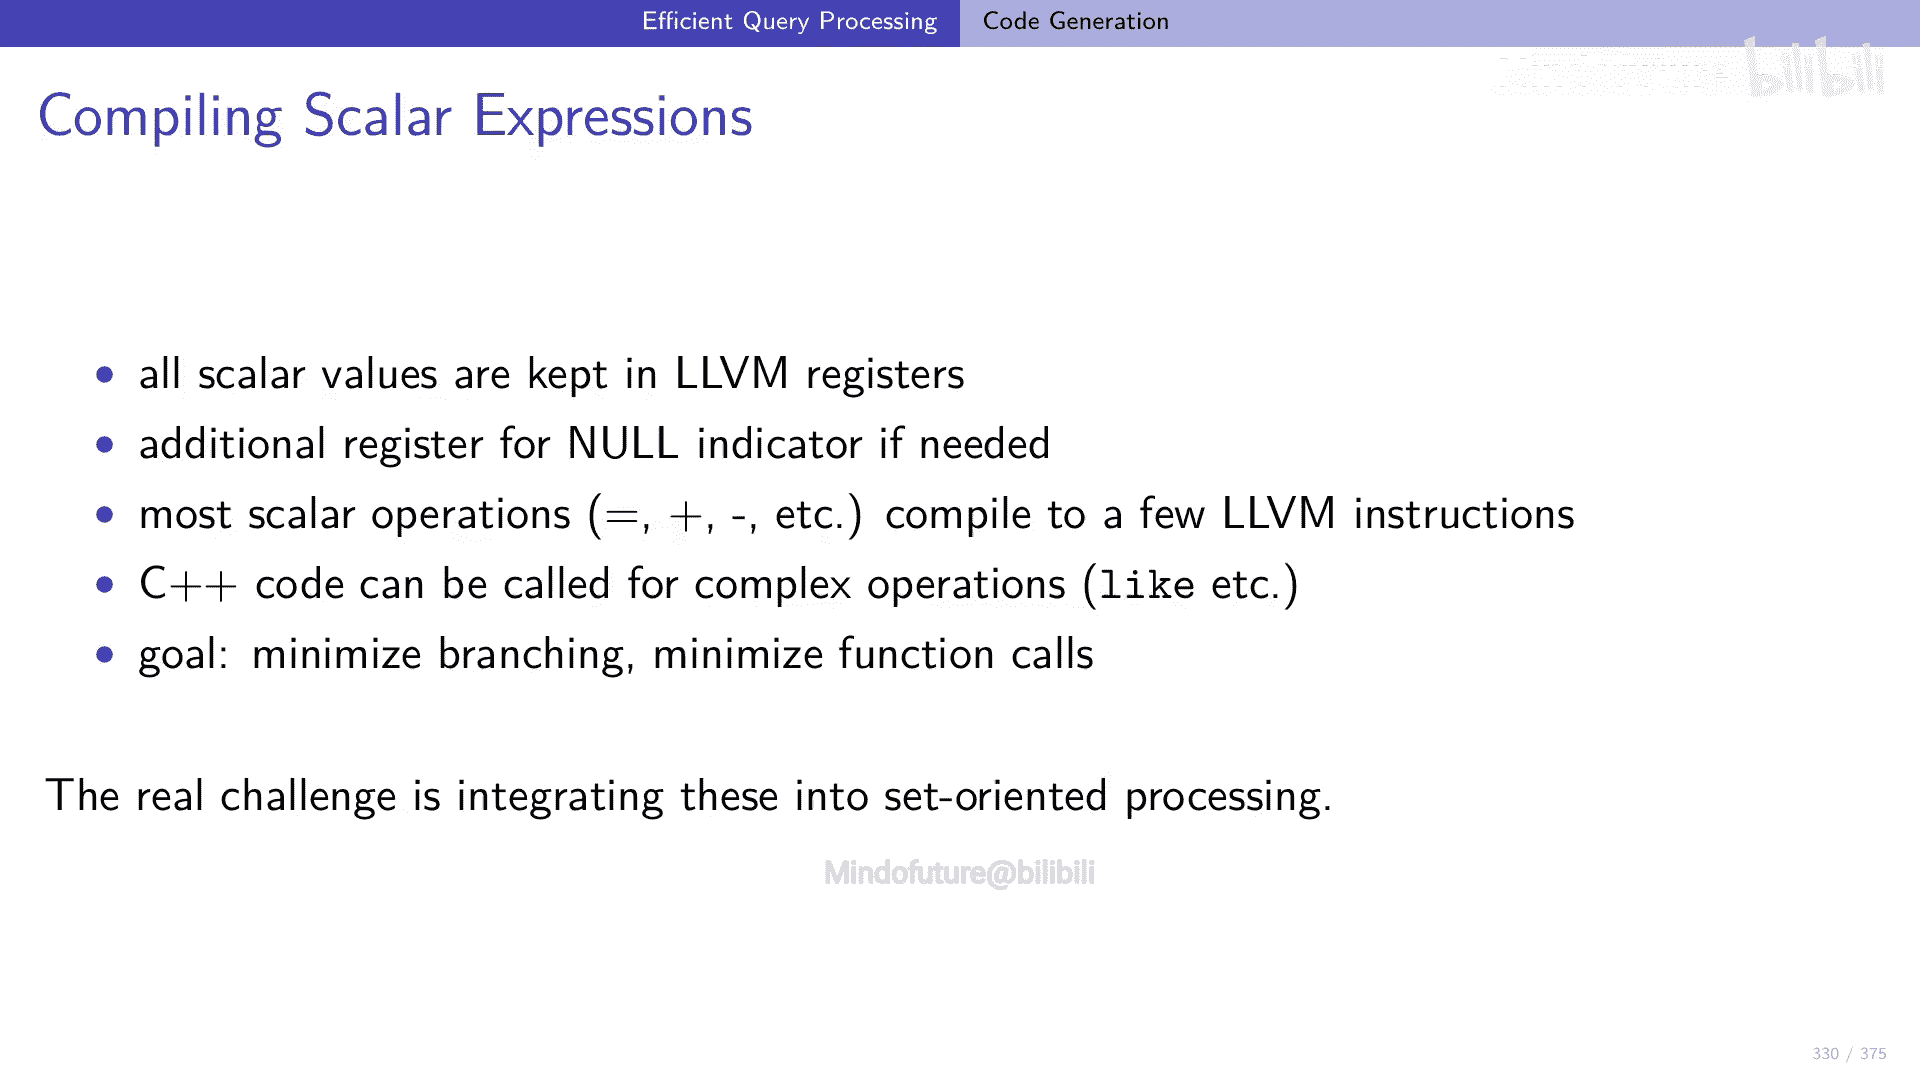 Efficient Query Processing
Code Generation
bilibili
Compiling Scalar Expressions
• all scalar values are kept in LLVM registers
• additional register for NULL indicator if needed
• most scalar operations (=, +, -, etc.) compile to a few LLVM instructions
• C++ code can be called for complex operations (like etc.)
• goal: minimize branching, minimize function calls
The real challenge is integrating these into set-oriented processing.
Mindofuture@bilibili
330 / 375